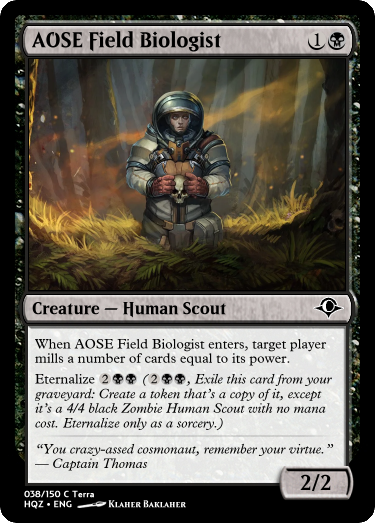 AOSE Field Biologist 1
Creature — Human Scout
When AOSE Field Biologist enters, target player
mills a number of cards equal to its power.
Eternalize 2 (2, Exile this card from your
graveyard: Create a token that's a copy of it, except
it's a 4/4 black Zombie Human Scout with no mana
cost. Eternalize only as a sorcery.)
"You crazy-assed cosmonaut, remember your virtue."
— Captain Thomas
2/2
038/150 C Terra
HQZ • ENG Klaher Baklaher